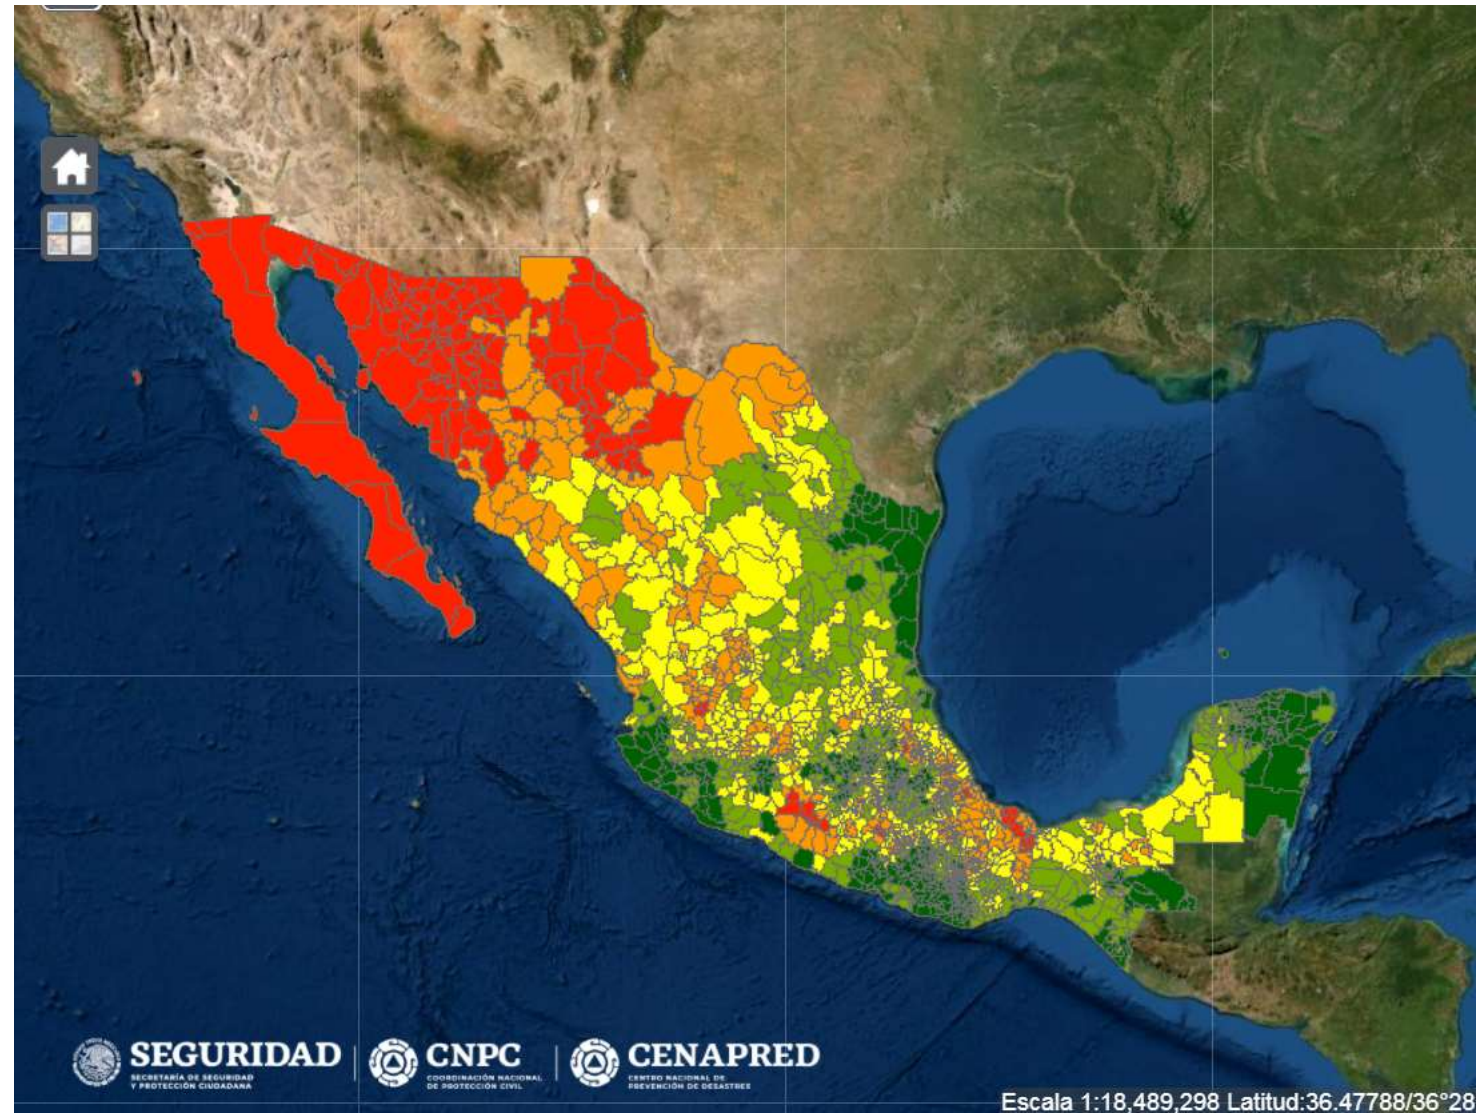 SEGURIDAD
SECRETARÍA DE SEGURIDAD
Y PROTECCIÓN CIUDADANA
CNPC
COORDINACIÓN NACIONAL
DE PROTECCIÓN CIVIL
CENAPRED
CENTRO NACIONAL DE
PREVENCIÓN DE DESASTRES
Escala 1:18,489,298 Latitud:36.47788/36°28